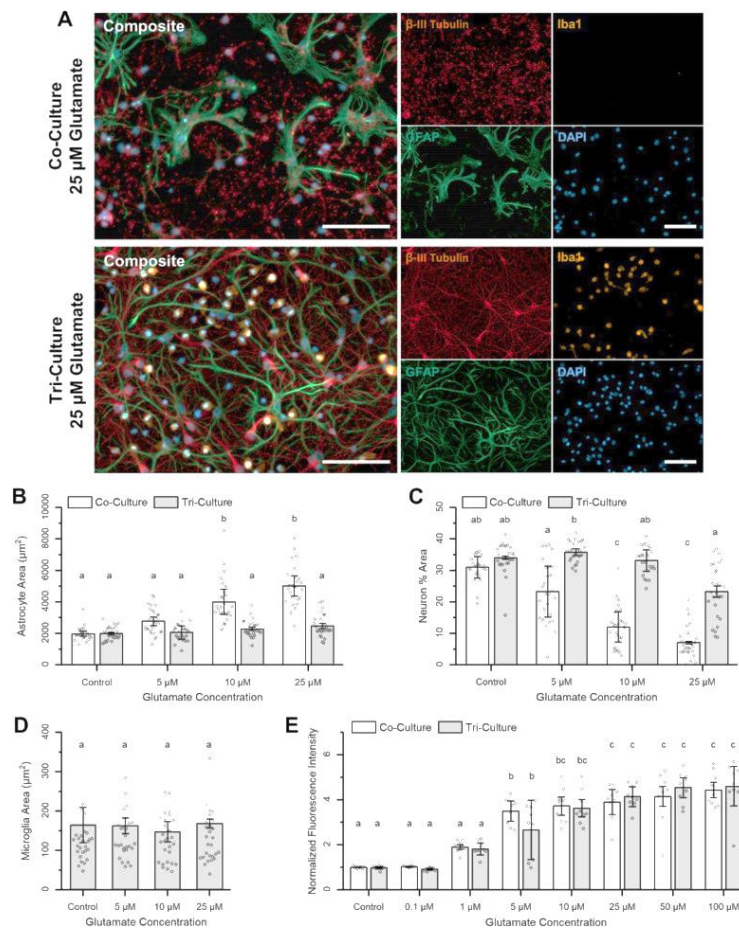 A
Composite
β-III Tubulin
Iba1
GFAP
DAPI
Co-Culture
25 µM Glutamate
Composite
β-III Tubulin
Iba1
GFAP
DAPI
Tri-Culture
25 µM Glutamate
B
Co-Culture
Tri-Culture
Astrocyte Area (µm²)
0
2000
4000
6000
8000
10000
a a a a b a b a
Control 5 µM 10 µM 25 µM
Glutamate Concentration
C
Co-Culture
Tri-Culture
Neuron % Area
0
10
20
30
40
50
ab ab a b c ab c a
Control 5 µM 10 µM 25 µM
Glutamate Concentration
D
Microglia Area (µm²)
0
100
200
300
400
a a a a
Control 5 µM 10 µM 25 µM
Glutamate Concentration
E
Co-Culture
Tri-Culture
Normalized Fluorescence Intensity
0
2
4
6
a a a a a a b b bc bc c c c c c c
Control 0.1 µM 1 µM 5 µM 10 µM 25 µM 50 µM 100 µM
Glutamate Concentration